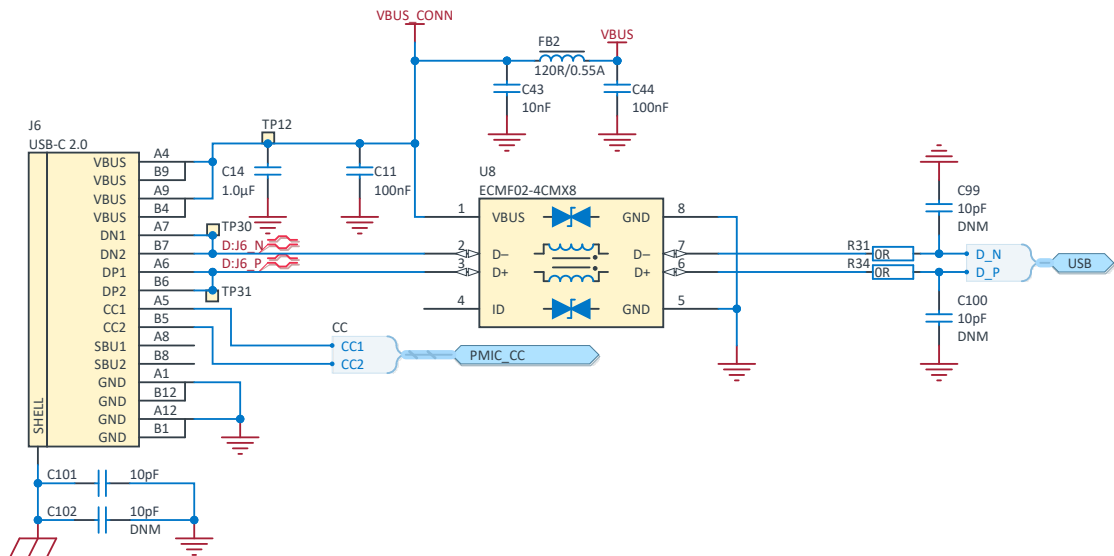 VBUS_CONN
FB2
VBUS
120R/0.55A
C43
10nF
C44
100nF
J6
USB-C 2.0
TP12
C14
1.0µF
C11
100nF
U8
ECMF02-4CMX8
C99
10pF
DNM
VBUS A4
VBUS B9
VBUS A9
VBUS B4
DN1 A7
DN2 B7
DP1 A6
DP2 B6
CC1 A5
CC2 B5
SBU1 A8
SBU2 B8
GND A1
GND B12
GND A12
GND B1
SHELL
TP30
D:J6_N
D:J6_P
TP31
1 VBUS GND 8
2 D− D− 7
3 D+ D+ 6
4 ID GND 5
R31
0R
R34
0R
D_N
D_P
USB
C100
10pF
DNM
CC
CC1
CC2
PMIC_CC
C101 10pF
C102 10pF
DNM